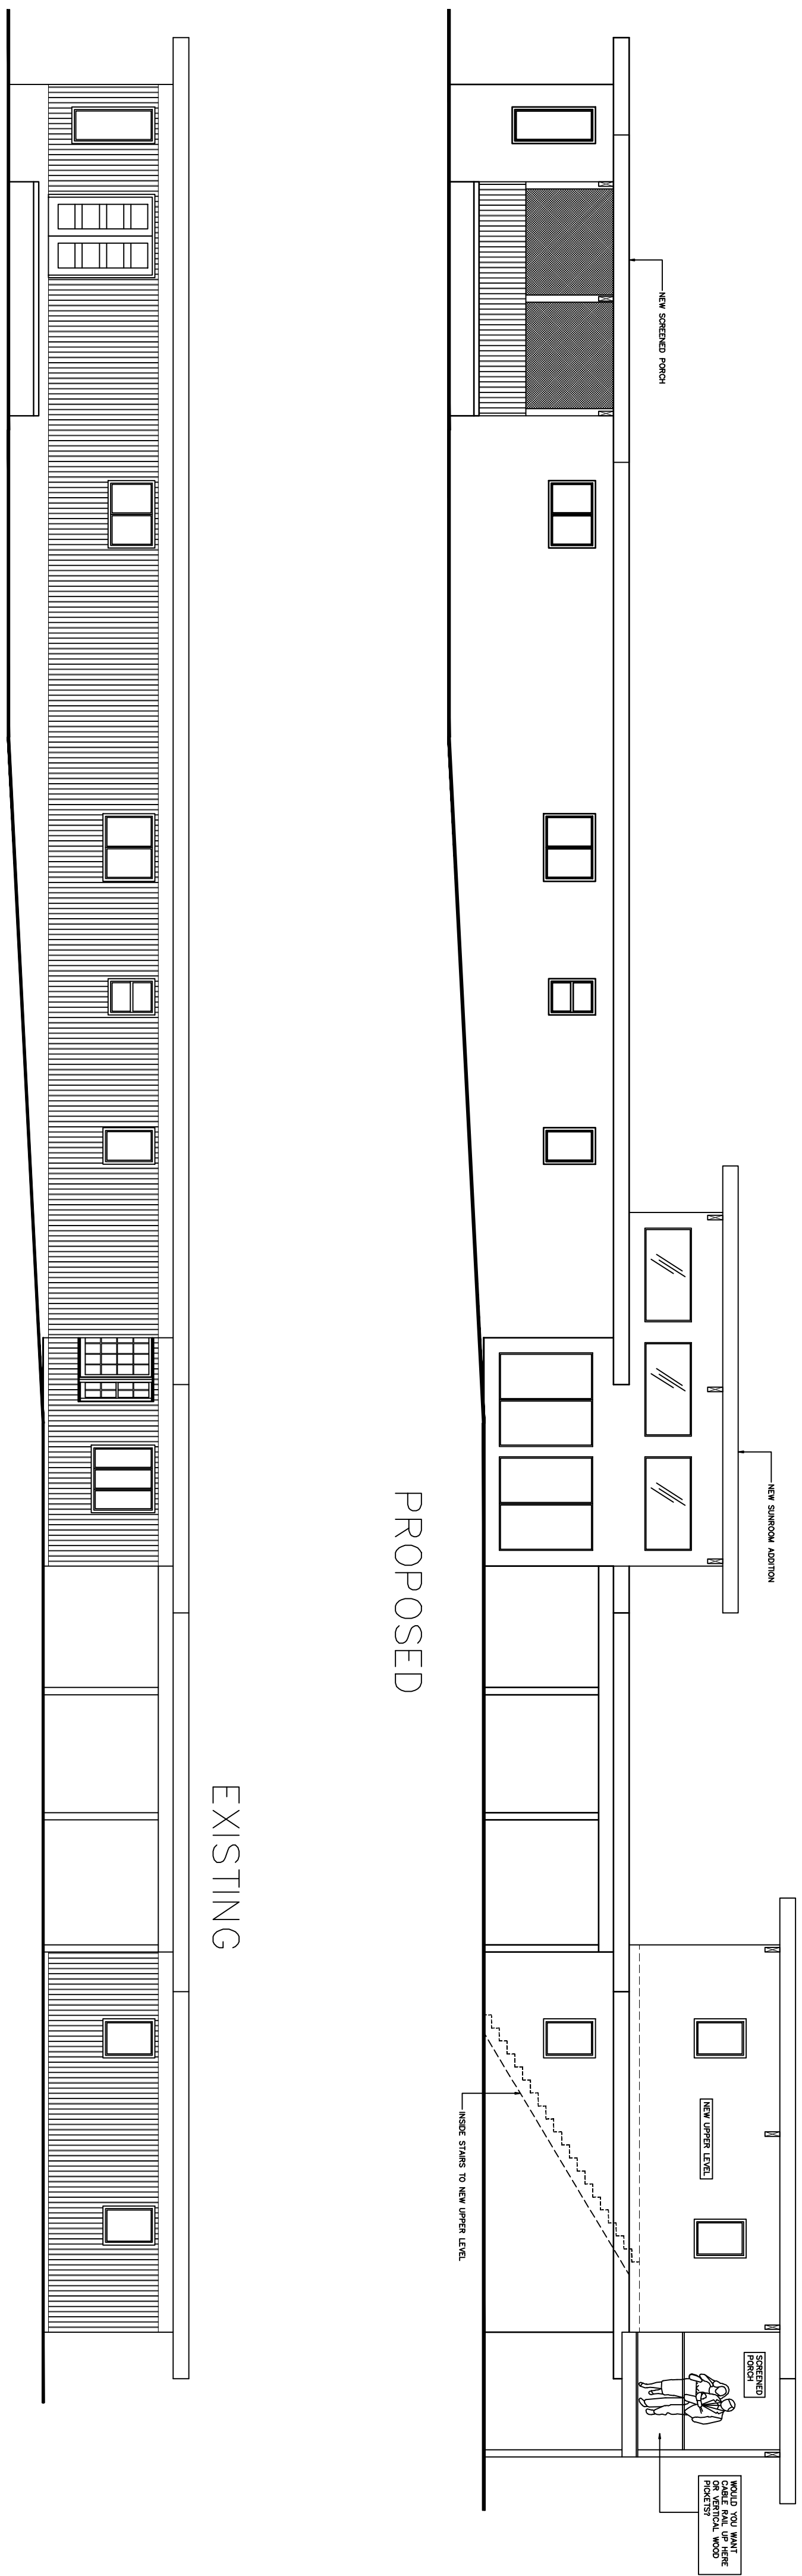 NEW SCREENED PORCH
NEW SUNROOM ADDITION
NEW UPPER LEVEL
SCREENED
PORCH
WOULD YOU WANT
CABLE RAIL UP HERE
OR VERTICAL WOOD
PICKETS?
INSIDE STAIRS TO NEW UPPER LEVEL
PROPOSED
EXISTING